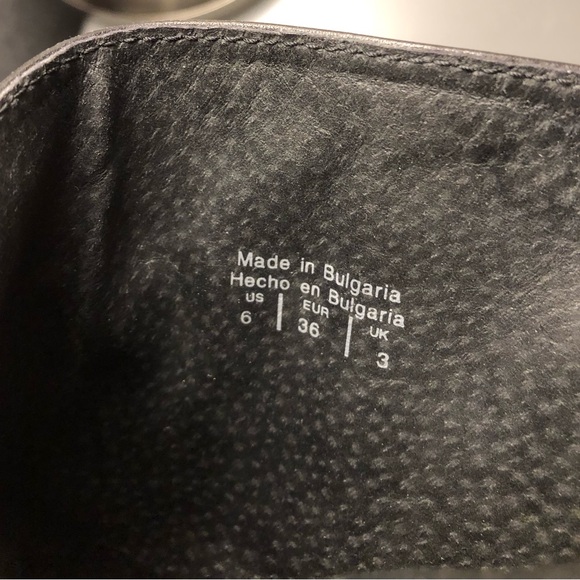 Made in Bulgaria
Hecho en Bulgaria
US | EUR | UK
6 | 36 | 3